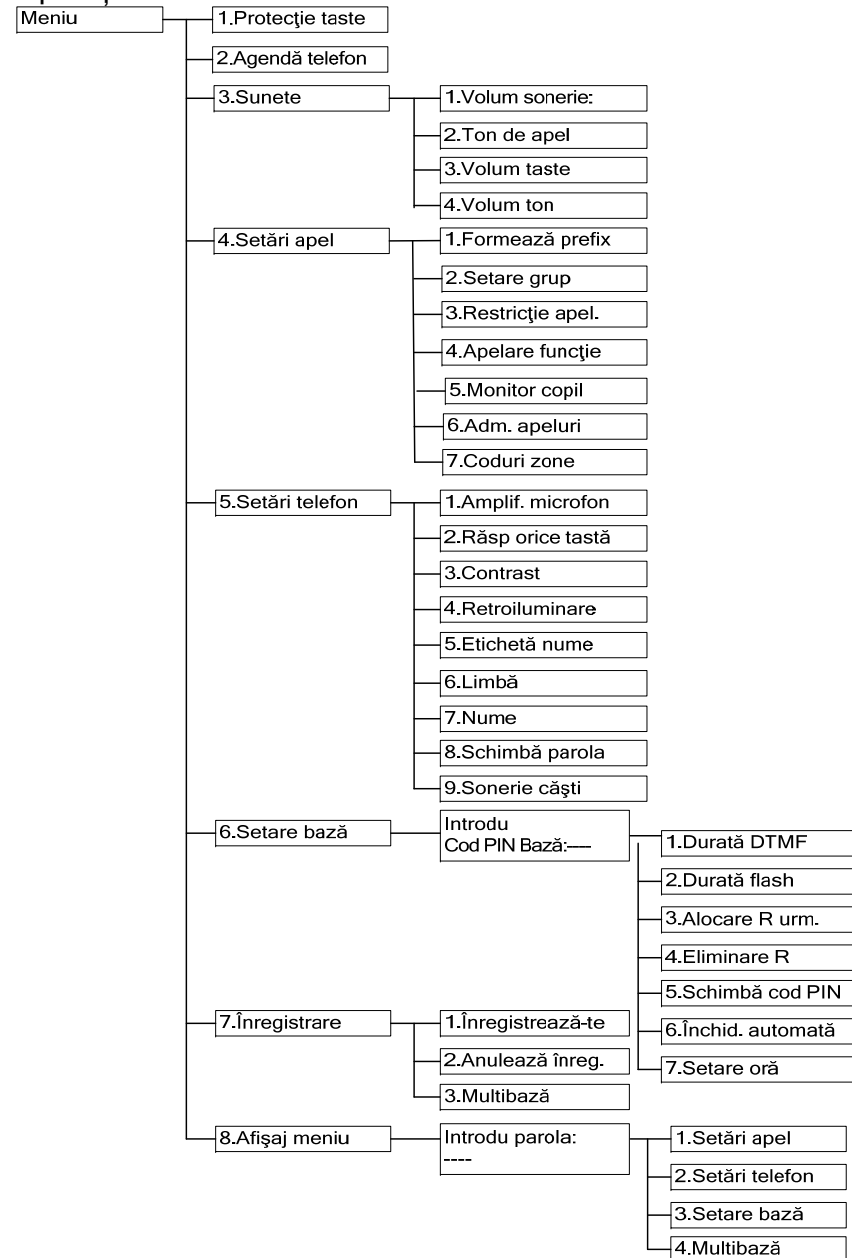 Meniu
1.Protecţie taste
2.Agendă telefon
3.Sunete
1.Volum sonerie:
2.Ton de apel
3.Volum taste
4.Volum ton
4.Setări apel
1.Formează prefix
2.Setare grup
3.Restricţie apel.
4.Apelare funcţie
5.Monitor copil
6.Adm. apeluri
7.Coduri zone
5.Setări telefon
1.Amplif. microfon
2.Răsp orice tastă
3.Contrast
4.Retroiluminare
5.Etichetă nume
6.Limbă
7.Nume
8.Schimbă parola
9.Sonerie căşti
6.Setare bază
Introdu
Cod PIN Bază:----
1.Durată DTMF
2.Durată flash
3.Alocare R urm.
4.Eliminare R
5.Schimbă cod PIN
6.Închid. automată
7.Setare oră
7.Înregistrare
1.Înregistrează-te
2.Anulează înreg.
3.Multibază
8.Afişaj meniu
Introdu parola:
----
1.Setări apel
2.Setări telefon
3.Setare bază
4.Multibază